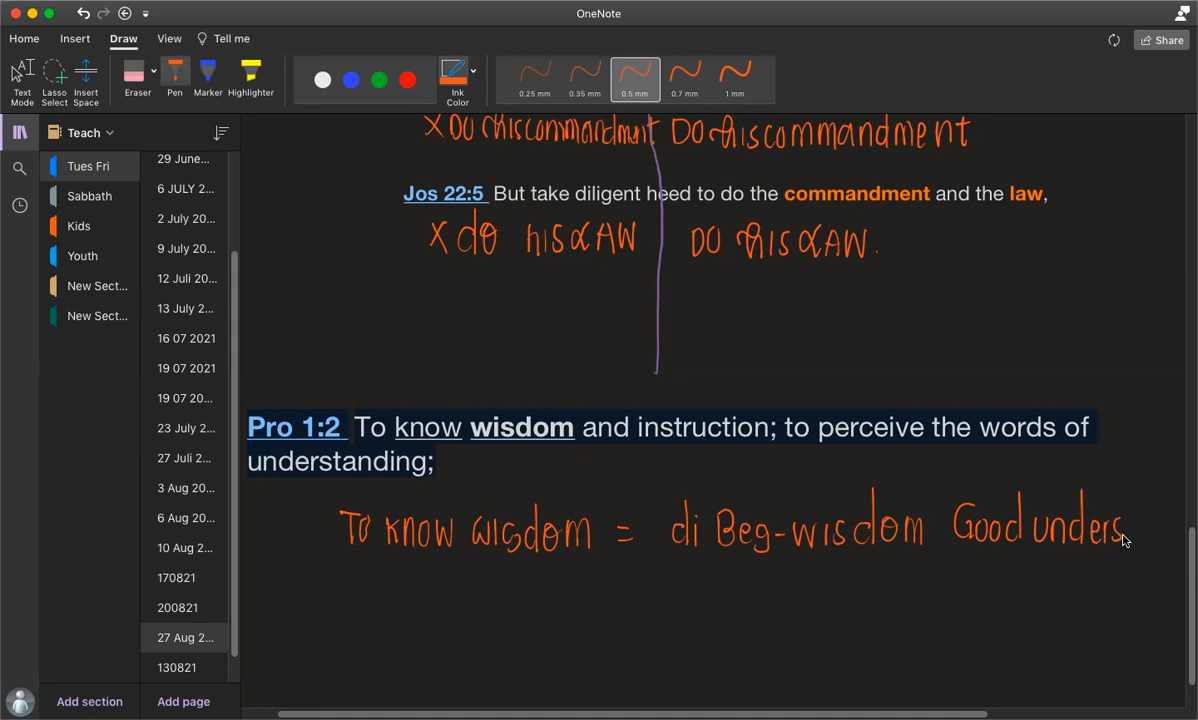 OneNote
Home Insert Draw View Tell me
Share
Text Mode
Lasso Select
Insert Space
Eraser
Pen
Marker
Highlighter
Ink Color
0.25 mm 0.35 mm 0.5 mm 0.7 mm 1 mm
Teach
Tues Fri
Sabbath
Kids
Youth
New Sect...
New Sect...
29 June...
6 JULY 2...
2 July 20...
9 July 20...
12 Juli 20...
13 July 2...
16 07 2021
19 07 2021
19 07 20...
23 July 2...
27 Juli 2...
3 Aug 20...
6 Aug 20...
10 Aug 2...
170821
200821
27 Aug 2...
130821
Add section
Add page
X DO hiscommandment DO hiscommandment
Jos 22:5 But take diligent heed to do the commandment and the law,
X do his LAW DO his LAW.
Pro 1:2 To know wisdom and instruction; to perceive the words of
understanding;
To know wisdom = di Beg-wisdom Good unders